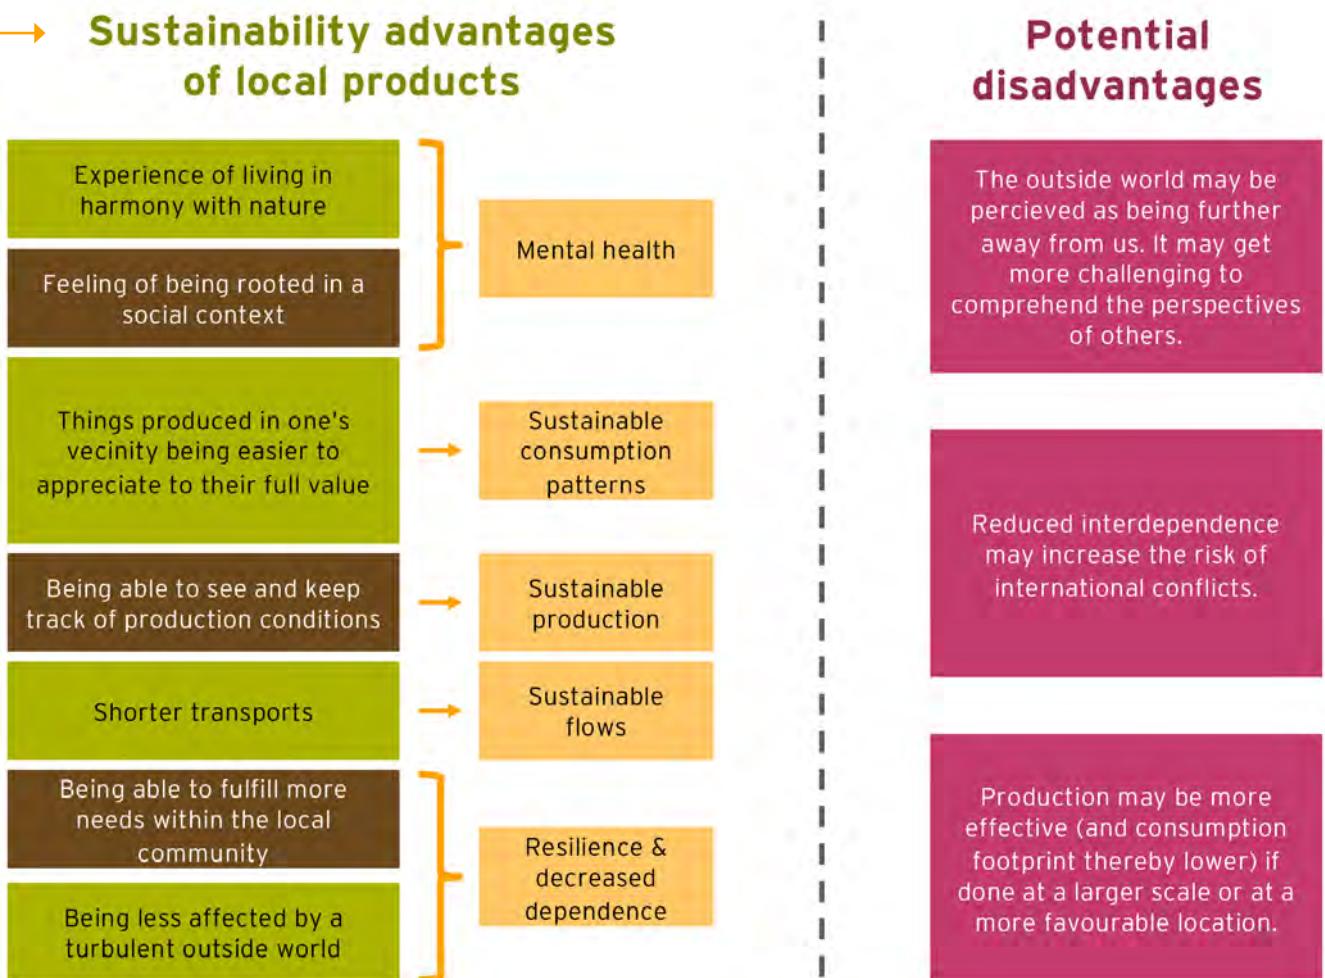 Sustainability advantages
of local products
Experience of living in
harmony with nature
Feeling of being rooted in a
social context
Mental health
Things produced in one's
vecinity being easier to
appreciate to their full value
Sustainable
consumption
patterns
Being able to see and keep
track of production conditions
Sustainable
production
Shorter transports
Sustainable
flows
Being able to fulfill more
needs within the local
community
Being less affected by a
turbulent outside world
Resilience &
decreased
dependence
Potential
disadvantages
The outside world may be
percieved as being further
away from us. It may get
more challenging to
comprehend the perspectives
of others.
Reduced interdependence
may increase the risk of
international conflicts.
Production may be more
effective (and consumption
footprint thereby lower) if
done at a larger scale or at a
more favourable location.